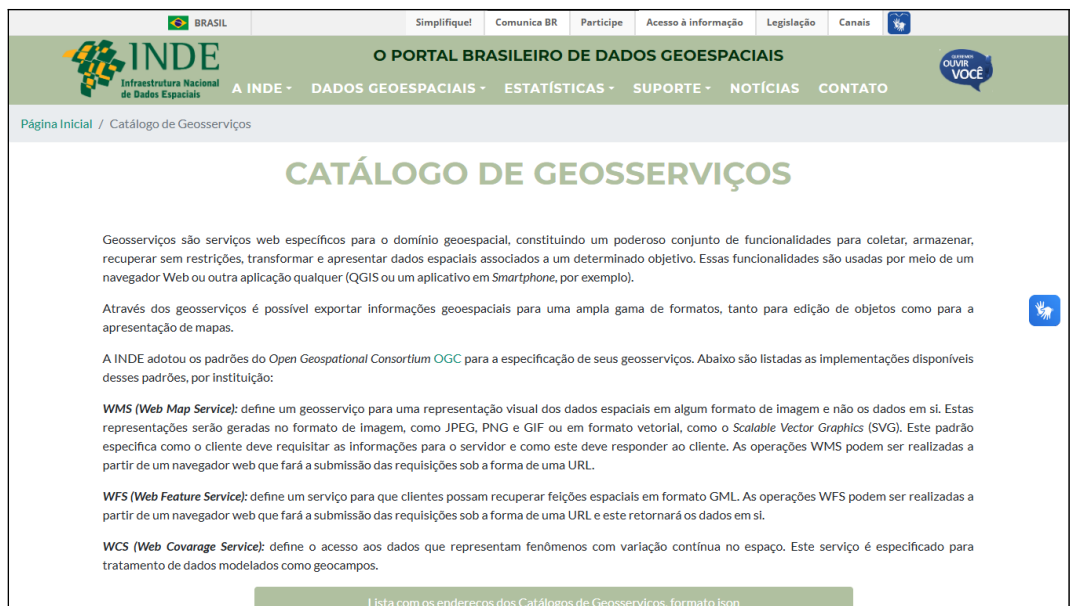 BRASIL
Simplifique! Comunica BR Participe Acesso à informação Legislação Canais
INDE
Infraestrutura Nacional
de Dados Espaciais
O PORTAL BRASILEIRO DE DADOS GEOESPACIAIS
A INDE DADOS GEOESPACIAIS ESTATÍSTICAS SUPORTE NOTÍCIAS CONTATO
QUEREMOS
OUVIR
VOCÊ
Página Inicial / Catálogo de Geosserviços
CATÁLOGO DE GEOSSERVIÇOS
Geosserviços são serviços web específicos para o domínio geoespacial, constituindo um poderoso conjunto de funcionalidades para coletar, armazenar,
recuperar sem restrições, transformar e apresentar dados espaciais associados a um determinado objetivo. Essas funcionalidades são usadas por meio de um
navegador Web ou outra aplicação qualquer (QGIS ou um aplicativo em Smartphone, por exemplo).
Através dos geosserviços é possível exportar informações geoespaciais para uma ampla gama de formatos, tanto para edição de objetos como para a
apresentação de mapas.
A INDE adotou os padrões do Open Geospational Consortium OGC para a especificação de seus geosserviços. Abaixo são listadas as implementações disponíveis
desses padrões, por instituição:
WMS (Web Map Service): define um geosserviço para uma representação visual dos dados espaciais em algum formato de imagem e não os dados em si. Estas
representações serão geradas no formato de imagem, como JPEG, PNG e GIF ou em formato vetorial, como o Scalable Vector Graphics (SVG). Este padrão
especifica como o cliente deve requisitar as informações para o servidor e como este deve responder ao cliente. As operações WMS podem ser realizadas a
partir de um navegador web que fará a submissão das requisições sob a forma de uma URL.
WFS (Web Feature Service): define um serviço para que clientes possam recuperar feições espaciais em formato GML. As operações WFS podem ser realizadas a
partir de um navegador web que fará a submissão das requisições sob a forma de uma URL e este retornará os dados em si.
WCS (Web Covarage Service): define o acesso aos dados que representam fenômenos com variação contínua no espaço. Este serviço é especificado para
tratamento de dados modelados como geocampos.
Lista com os endereços dos Catálogos de Geosserviços, formato json